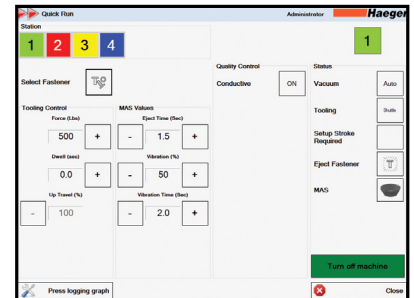 Quick Run
Administrator
Haeger
Station
1 2 3 4
1
Select Fastener
Quality Control
Conductive
ON
Status
Vacuum
Auto
Tooling
Shuttle
Setup Stroke
Required
Eject Fastener
MAS
Tooling Control
Force (Lbs)
500 +
Dwell (sec)
0.0 +
Up Travel (%)
- 100
MAS Values
Eject Time (Sec)
- 1.5 +
Vibration (%)
- 50 +
Vibration Time (Sec)
- 2.0 +
Turn off machine
Press logging graph
Close